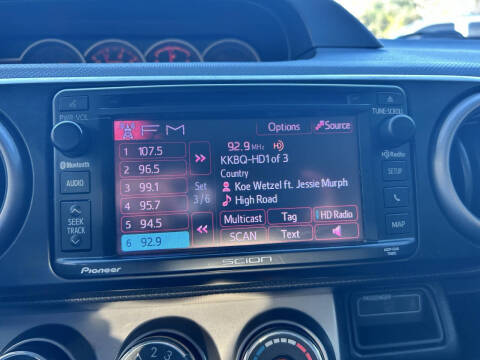 PWR·VOL
TUNE·SCROLL
FM
Options
Source
92.9 MHz
KKBQ-HD1 of 3
Country
Koe Wetzel ft. Jessie Murph
High Road
1 107.5
2 96.5
3 99.1
4 95.7
5 94.5
6 92.9
>>
Set
3/6
<<
Multicast
Tag
HD Radio
SCAN
Text
Bluetooth
AUDIO
SEEK
TRACK
HD Radio
SETUP
MAP
Pioneer
SCION
PASSENGER
2 3